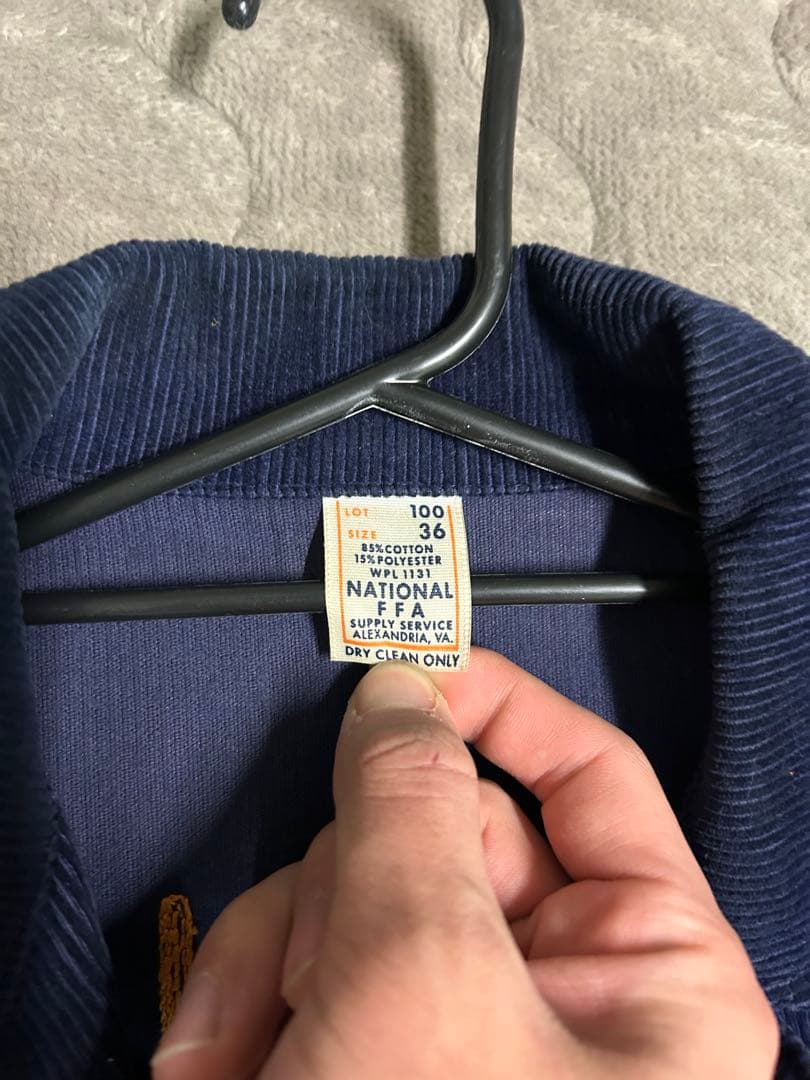 LOT 100
SIZE 36
85%COTTON
15%POLYESTER
WPL 1131
NATIONAL
FFA
SUPPLY SERVICE
ALEXANDRIA, VA.
DRY CLEAN ONLY